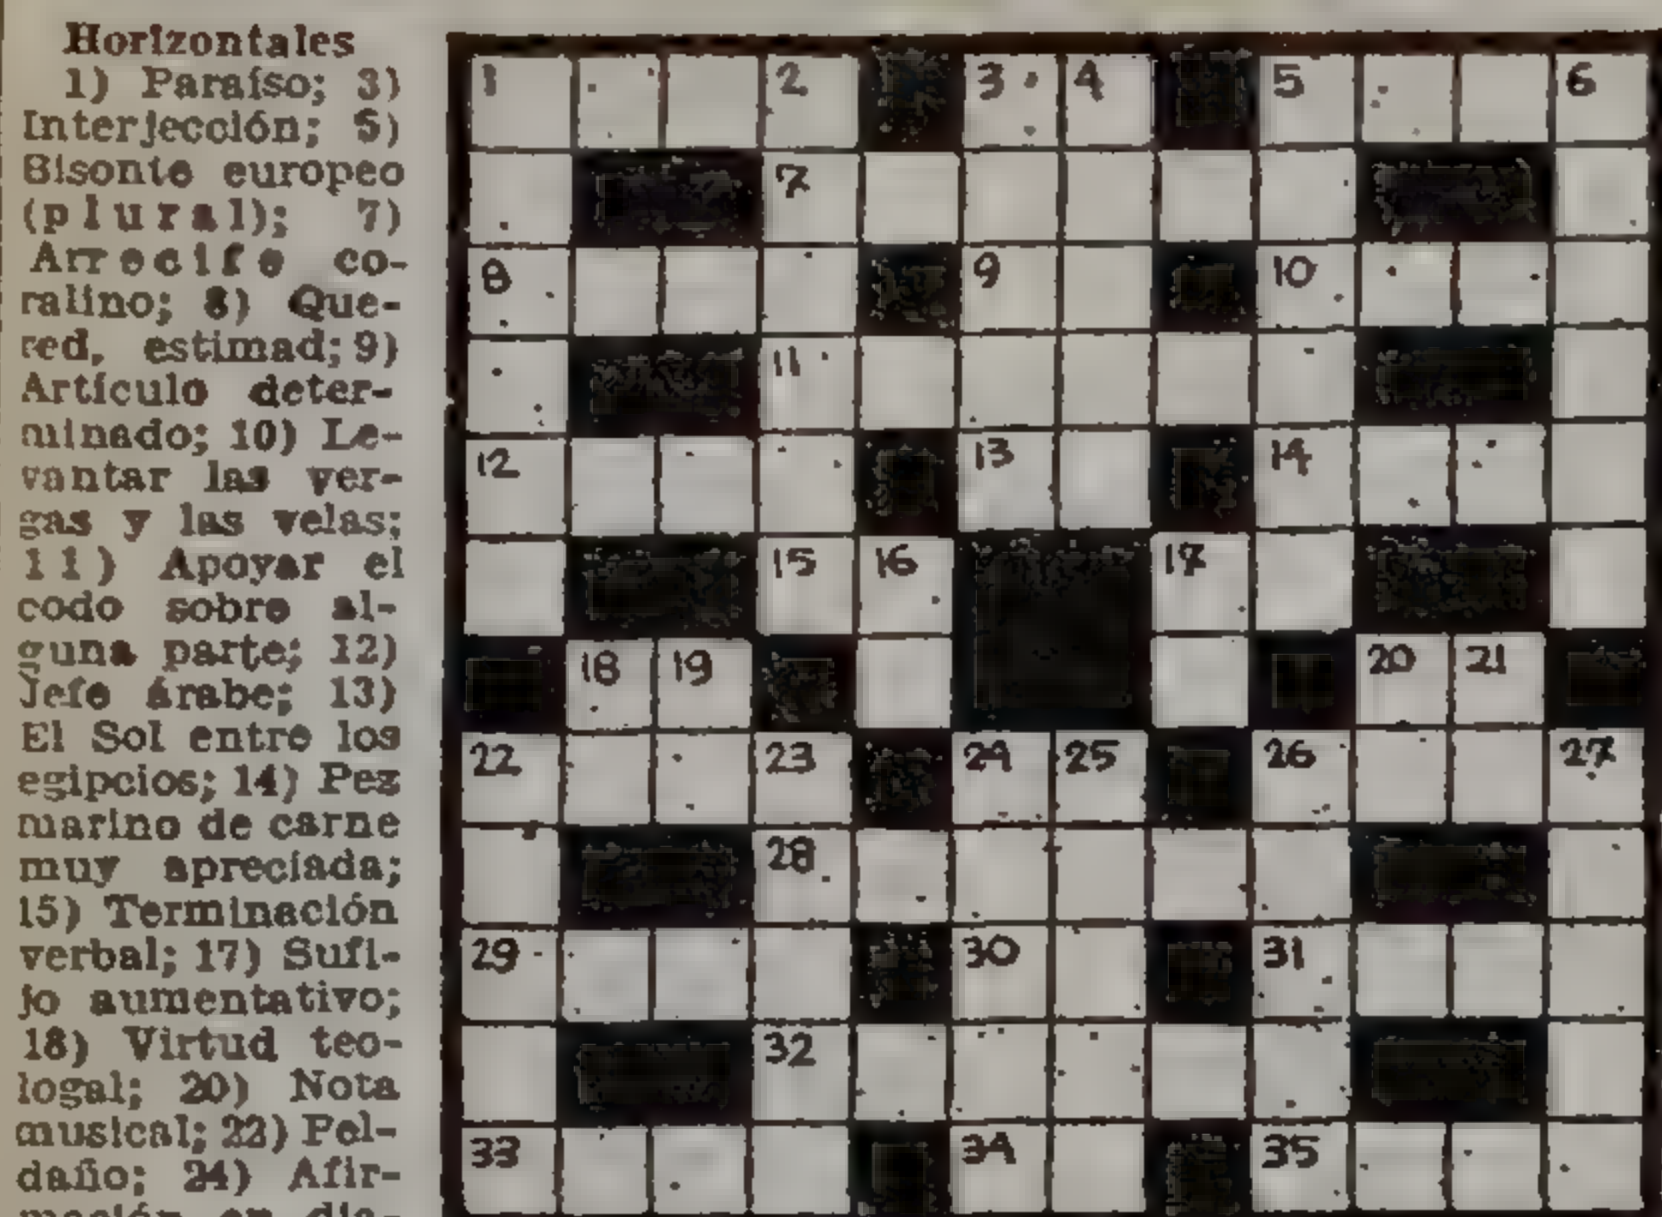 Horizontales
1) Paraíso; 3)
Interjección; 5)
Bisonte europeo
(plural); 7)
Arrecife co-
ralino; 8) Que-
red, estimad; 9)
Artículo deter-
minado; 10) Le-
vantar las ver-
gas y las velas;
11) Apoyar el
codo sobre al-
guna parte; 12)
Jefe árabe; 13)
El Sol entre los
egipcios; 14) Pez
marino de carne
muy apreciada;
15) Terminación
verbal; 17) Sufi-
jo aumentativo;
18) Virtud teo-
logal; 20) Nota
musical; 22) Pel-
daño; 24) Afir-
mación en dia-
1 2 3 4 5 6
7
8 9 10
11
12 13 14
15 16 17
18 19 20 21
22 23 24 25 26 27
28
29 30 31
32
33 34 35